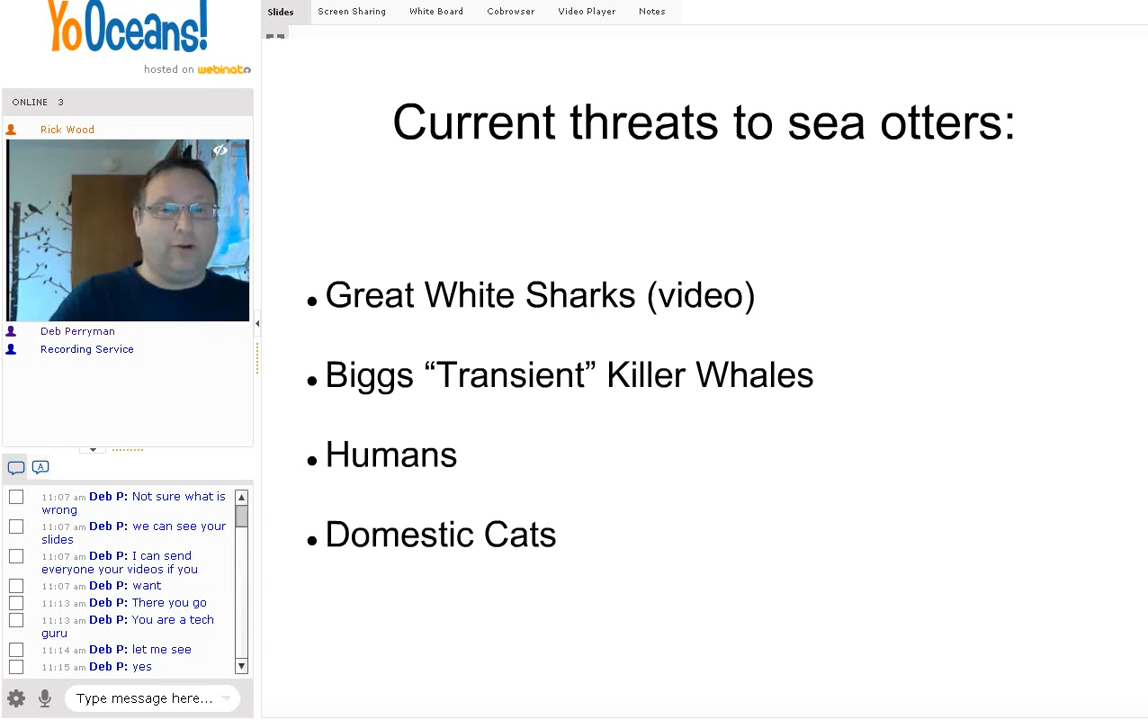 YoOceans!
hosted on webinato
ONLINE 3
Rick Wood
Deb Perryman
Recording Service
A
11:07 am Deb P: Not sure what is
wrong
11:07 am Deb P: we can see your
slides
11:07 am Deb P: I can send
everyone your videos if you
11:07 am Deb P: want
11:13 am Deb P: There you go
11:13 am Deb P: You are a tech
guru
11:14 am Deb P: let me see
11:15 am Deb P: yes
Type message here...
Slides Screen Sharing White Board Cobrowser Video Player Notes
Current threats to sea otters:
• Great White Sharks (video)
• Biggs “Transient” Killer Whales
• Humans
• Domestic Cats